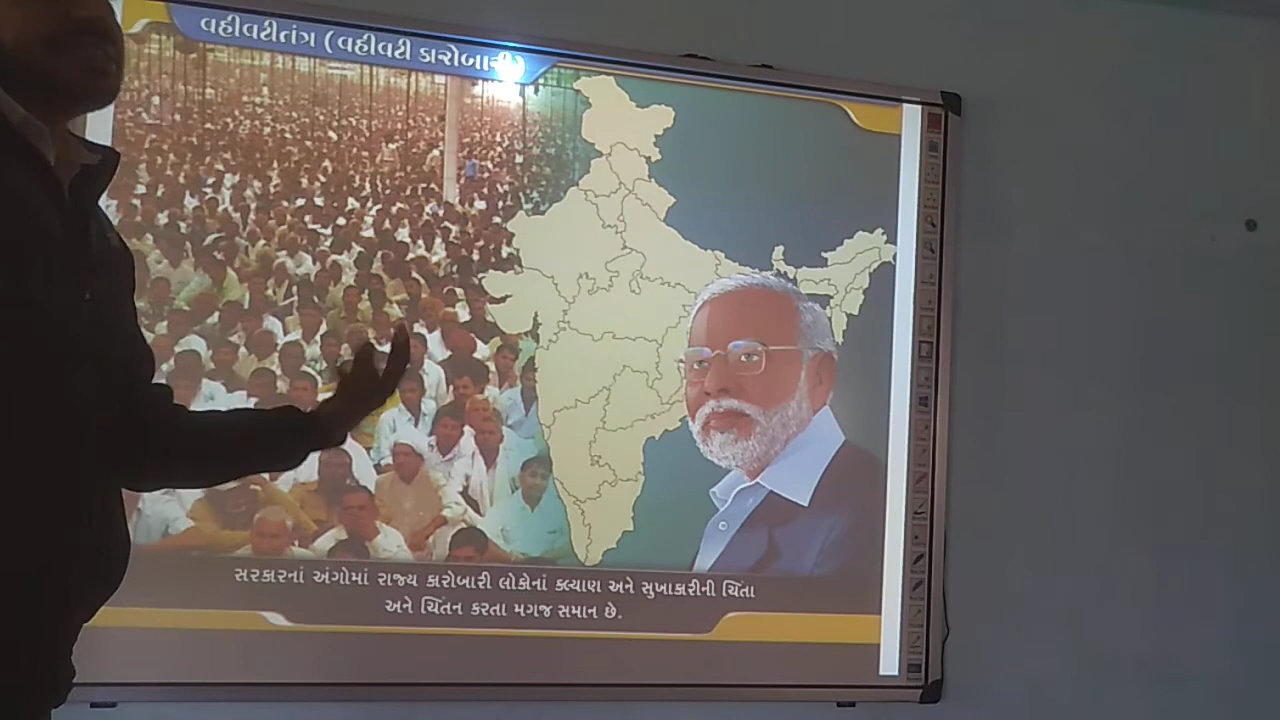 વહીવટીતંત્ર (વહીવટી કારોબારી)
સરકારનાં અંગોમાં રાજ્ય કારોબારી લોકોનાં કલ્યાણ અને સુખાકારીની ચિંતા
અને ચિંતન કરતા મગજ સમાન છે.